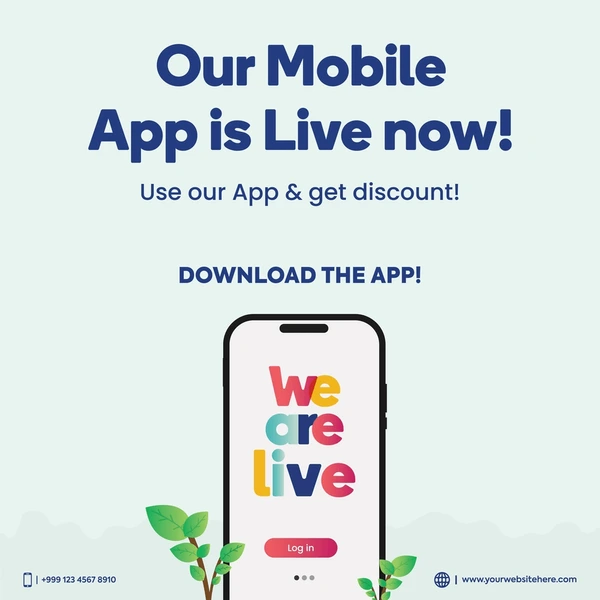 Our Mobile
App is Live now!
Use our App & get discount!
DOWNLOAD THE APP!
we
are
live
Log in
| +999 123 4567 8910
| www.yourwebsitehere.com